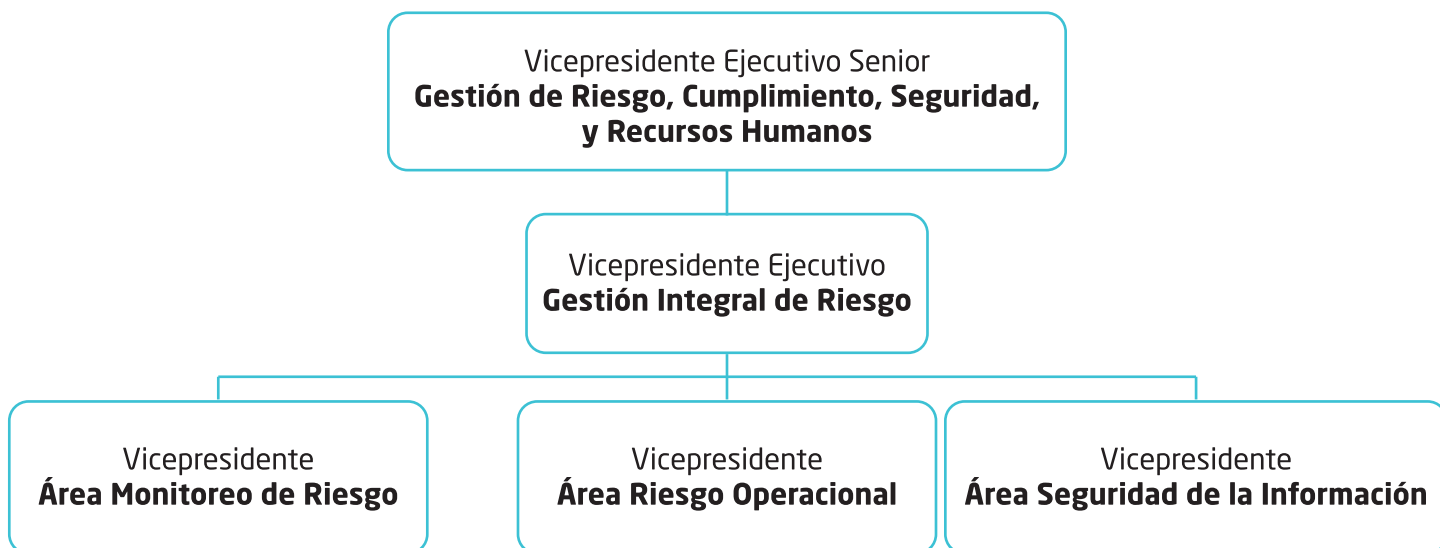 Vicepresidente Ejecutivo Senior
Gestión de Riesgo, Cumplimiento, Seguridad,
y Recursos Humanos
Vicepresidente Ejecutivo
Gestión Integral de Riesgo
Vicepresidente
Área Monitoreo de Riesgo
Vicepresidente
Área Riesgo Operacional
Vicepresidente
Área Seguridad de la Información